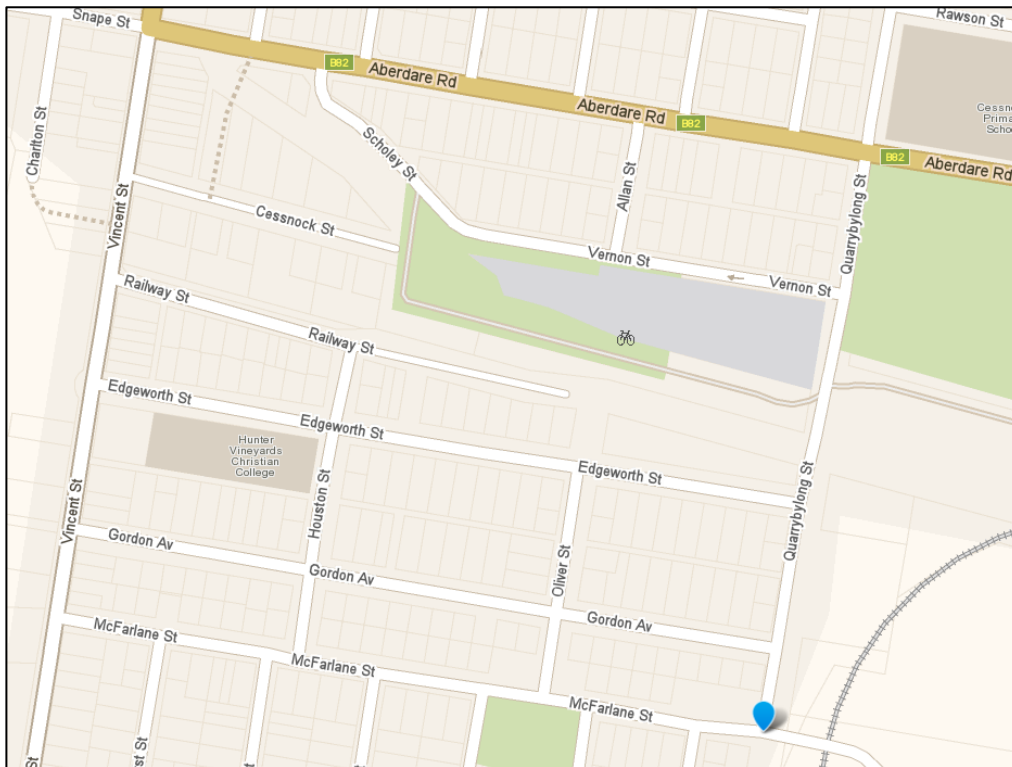 Snape St
Rawson St
B82
Aberdare Rd
Aberdare Rd
B82
B82
Aberdare Rd
Charlton St
Vincent St
Scholey St
Allan St
Quarrybylong St
Cessnock St
Vernon St
Vernon St
Railway St
Railway St
Edgeworth St
Edgeworth St
Edgeworth St
Hunter
Vineyards
Christian
College
Houston St
Vincent St
Quarrybylong St
Gordon Av
Gordon Av
Gordon Av
Oliver St
McFarlane St
McFarlane St
McFarlane St
St
St